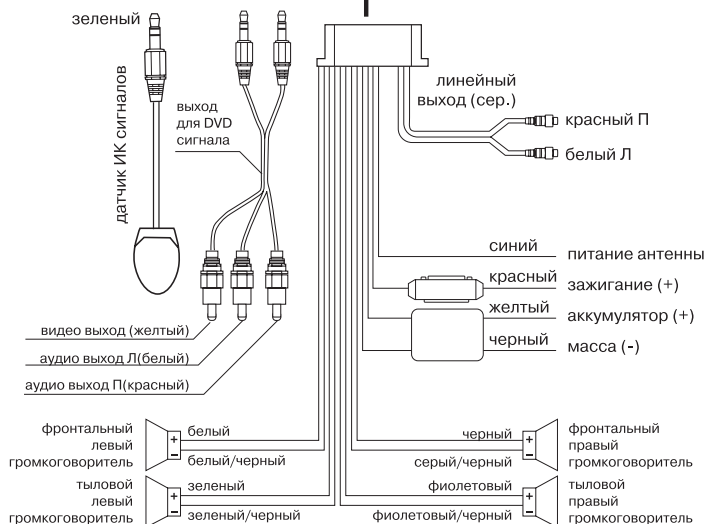 зеленый
датчик ИК сигналов
выход
для DVD
сигнала
линейный
выход (сер.)
красный П
белый Л
синий
питание антенны
красный
зажигание (+)
желтый
аккумулятор (+)
черный
масса (-)
видео выход (желтый)
аудио выход Л(белый)
аудио выход П(красный)
фронтальный
левый
громкоговоритель
+
-
белый
белый/черный
черный
серый/черный
+
-
фронтальный
правый
громкоговоритель
тыловой
левый
громкоговоритель
+
-
зеленый
зеленый/черный
фиолетовый
фиолетовый/черный
+
-
тыловой
правый
громкоговоритель